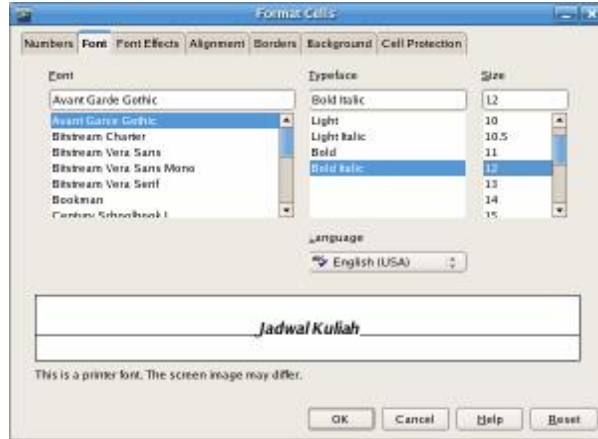 Format Cells
Numbers Font Font Effects Alignment Borders Background Cell Protection
Font Typeface Size
Avant Garde Gothic Bold Italic 12
Avant Garde Gothic Light 10
Bitstream Charter Light Italic 10.5
Bitstream Vera Sans Bold 11
Bitstream Vera Sans Mono Bold Italic 12
Bitstream Vera Serif 13
Bookman 14
Century Schoolbook L 15
Language
English (USA)
Jadwal Kuliah
This is a printer font. The screen image may differ.
OK Cancel Help Reset